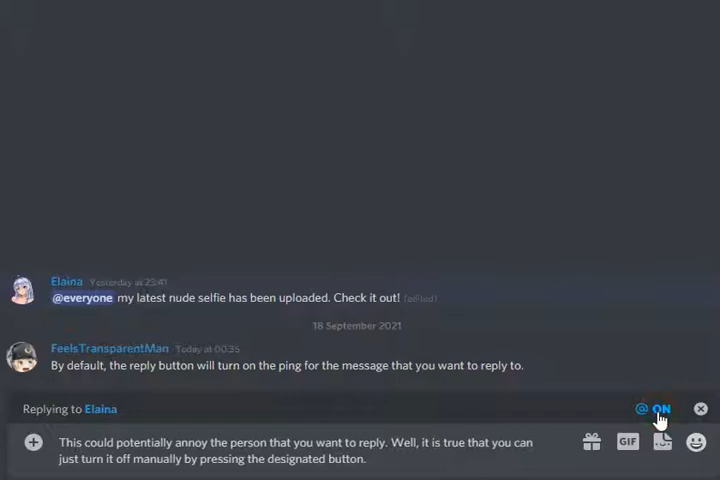 Elaina Yesterday at 23:41
@everyone my latest nude selfie has been uploaded. Check it out! (edited)
18 September 2021
FeelsTransparentMan Today at 00:35
By default, the reply button will turn on the ping for the message that you want to reply to.
Replying to Elaina @ ON
This could potentially annoy the person that you want to reply. Well, it is true that you can
GIF
just turn it off manually by pressing the designated button.